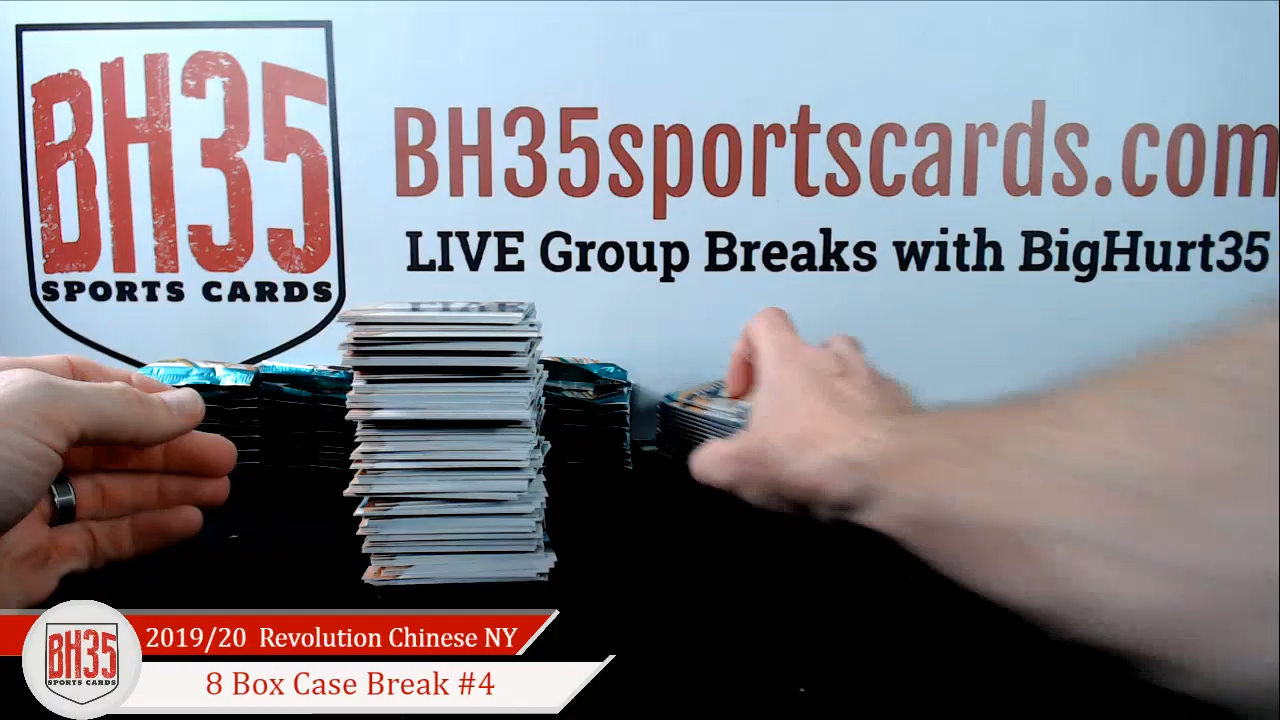 BH35
SPORTS CARDS
BH35sportscards.com
LIVE Group Breaks with BigHurt35
2019/20 Revolution Chinese NY
8 Box Case Break #4
BH35
SPORTS CARDS